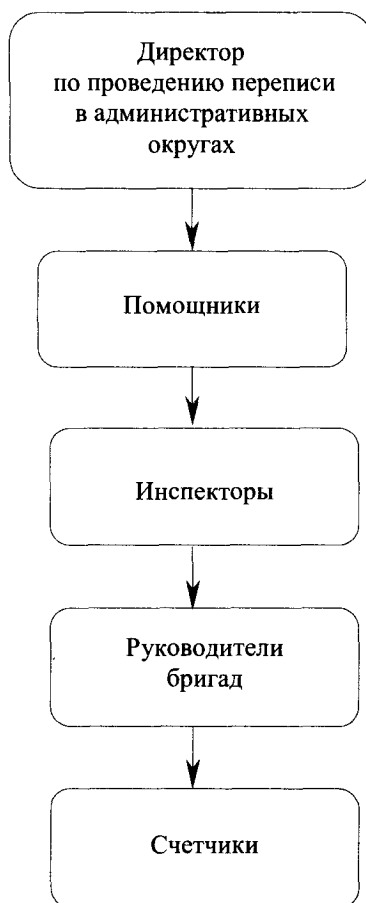 Директор
по проведению переписи
в административных
округах
Помощники
Инспекторы
Руководители
бригад
Счетчики